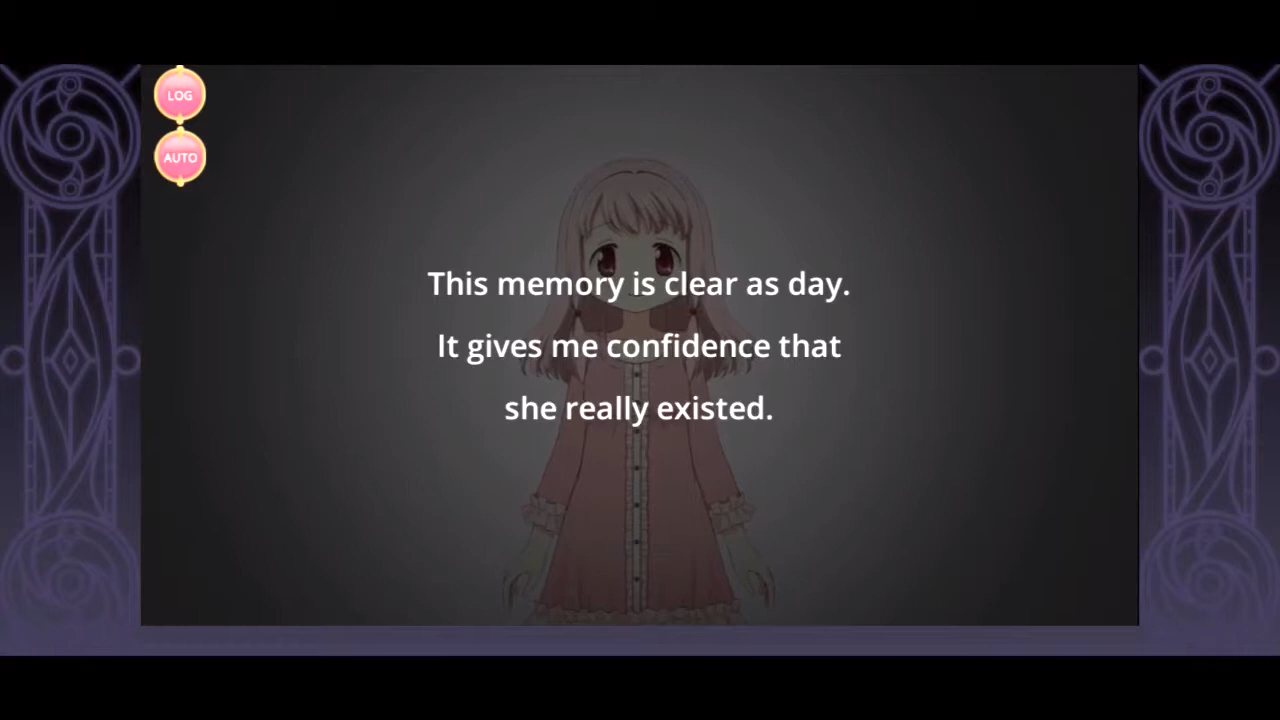 LOG
AUTO
This memory is clear as day.
It gives me confidence that
she really existed.